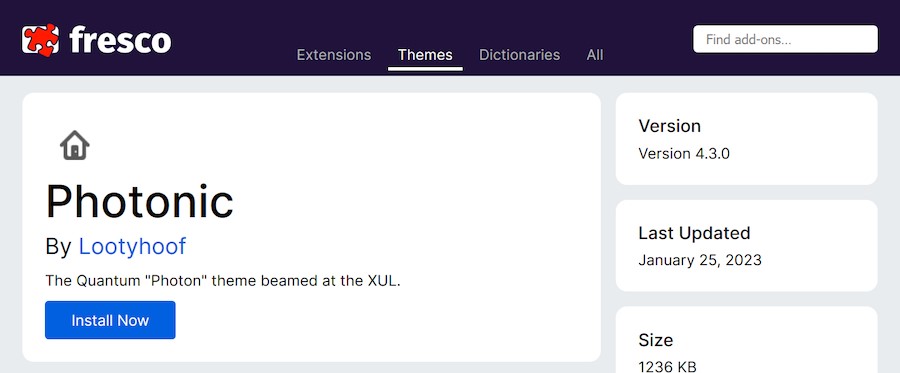 fresco
Extensions Themes Dictionaries All
Find add-ons...
Photonic
By Lootyhoof
The Quantum "Photon" theme beamed at the XUL.
Install Now
Version
Version 4.3.0
Last Updated
January 25, 2023
Size
1236 KB